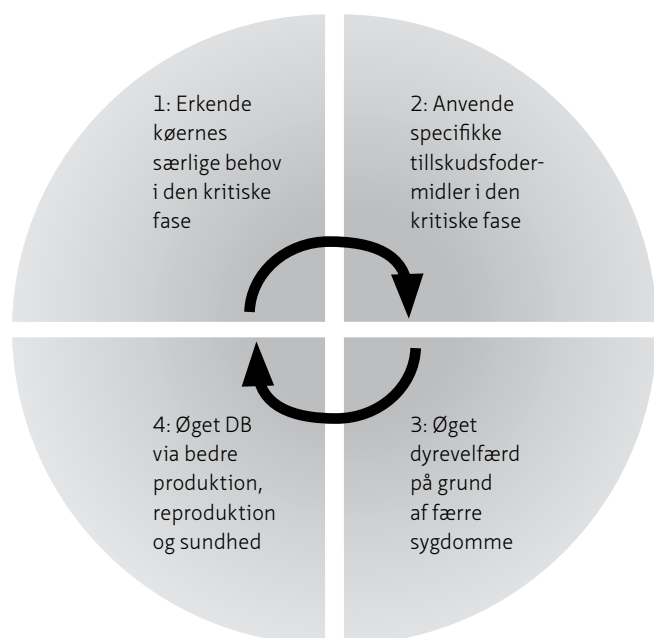 1: Erkende
køernes
særlige behov
i den kritiske
fase
2: Anvende
specifikke
tillskudsfoder-
midler i den
kritiske fase
3: Øget
dyrevelfærd
på grund
af færre
sygdomme
4: Øget DB
via bedre
produktion,
reproduktion
og sundhed